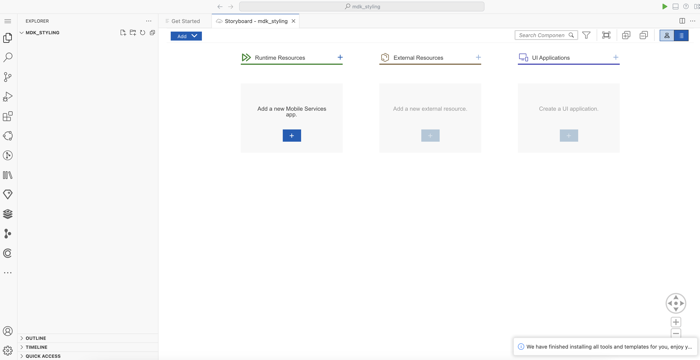 mdk_styling
EXPLORER
Get Started
Storyboard - mdk_styling
MDK_STYLING
Add
Search Componen
Runtime Resources
External Resources
UI Applications
Add a new Mobile Services
app.
Add a new external resource.
Create a UI application.
OUTLINE
TIMELINE
QUICK ACCESS
We have finished installing all tools and templates for you, enjoy y...